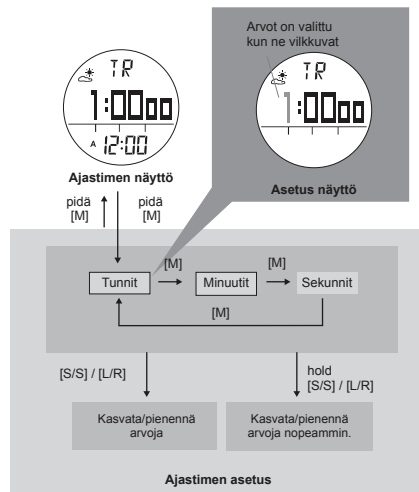 Arvot on valittu
kun ne vilkkuvat
TR
1:00 00
A 12:00
TR
1:00 00
Ajastimen näyttö
Asetus näyttö
pidä
[M]
pidä
[M]
[M]
[M]
Tunnit
Minuutit
Sekunnit
[M]
[S/S] / [L/R]
hold
[S/S] / [L/R]
Kasvata/pienennä
arvoja
Kasvata/pienennä
arvoja nopeammin.
Ajastimen asetus